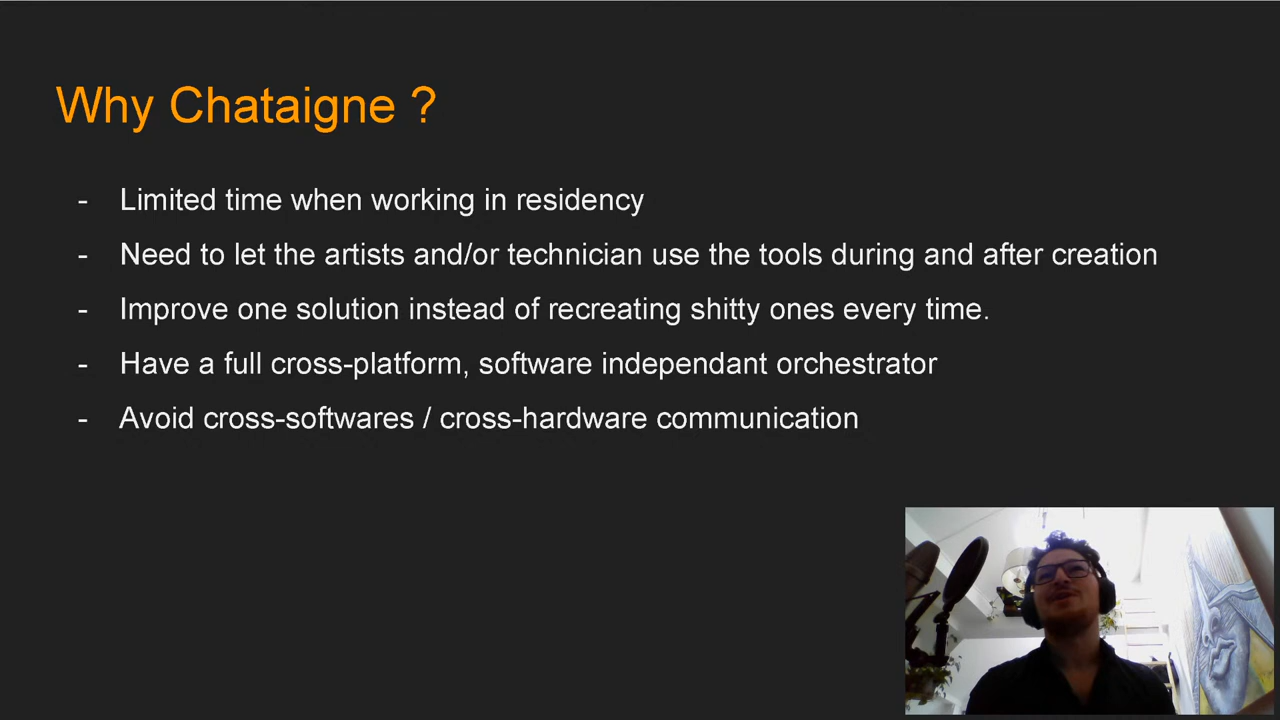 Why Chataigne ?
- Limited time when working in residency
- Need to let the artists and/or technician use the tools during and after creation
- Improve one solution instead of recreating shitty ones every time.
- Have a full cross-platform, software independant orchestrator
- Avoid cross-softwares / cross-hardware communication